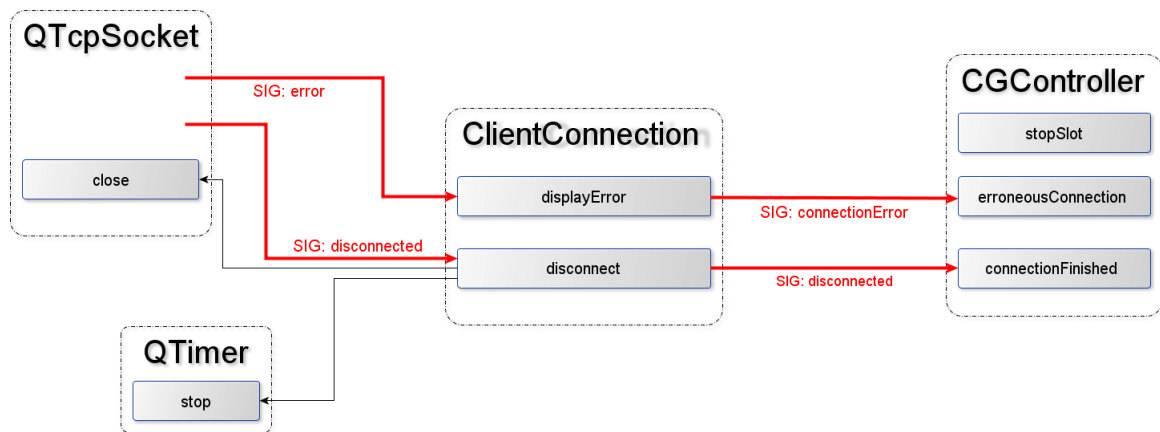 QTcpSocket
SIG: error
close
SIG: disconnected
ClientConnection
displayError
disconnect
SIG: connectionError
SIG: disconnected
CGController
stopSlot
erroneousConnection
connectionFinished
QTimer
stop